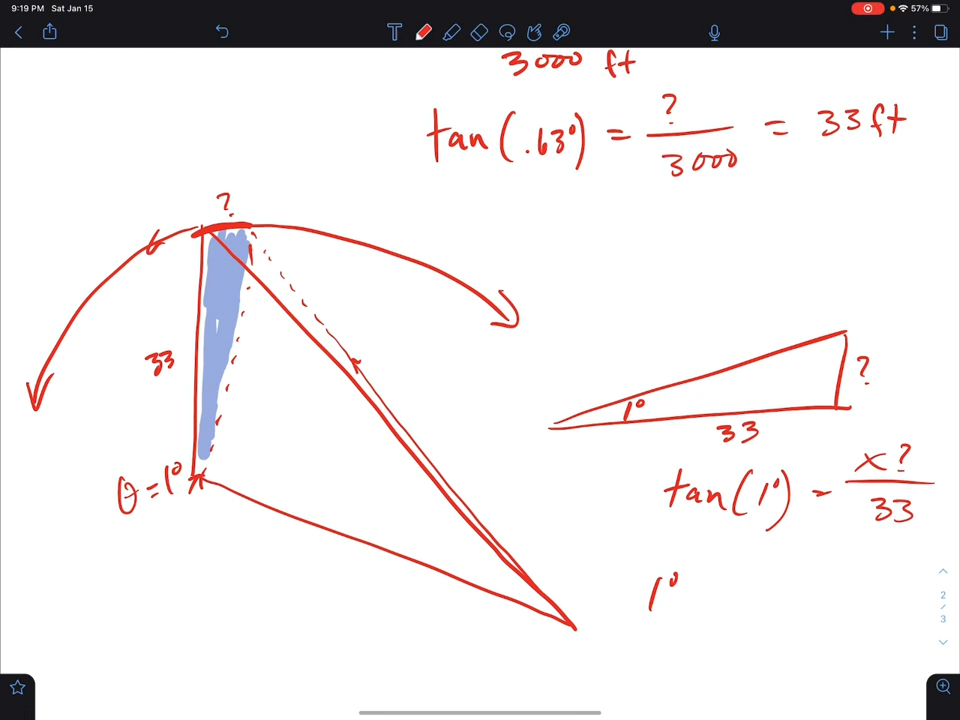 9:19 PM Sat Jan 15
57%
T
3000 ft
tan(.63°) = ?/3000 = 33 ft
?
33
θ = 1°
1°
?
33
tan(1°) = x?/33
1°
2
/
3